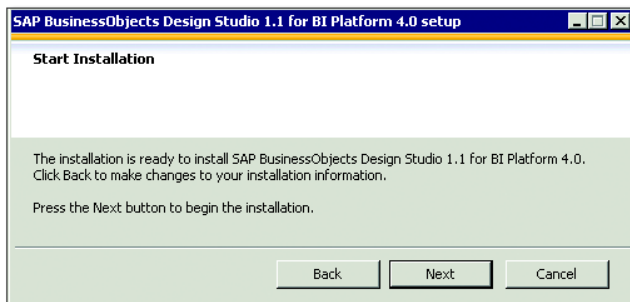 SAP BusinessObjects Design Studio 1.1 for BI Platform 4.0 setup
Start Installation
The installation is ready to install SAP BusinessObjects Design Studio 1.1 for BI Platform 4.0.
Click Back to make changes to your installation information.
Press the Next button to begin the installation.
Back Next Cancel